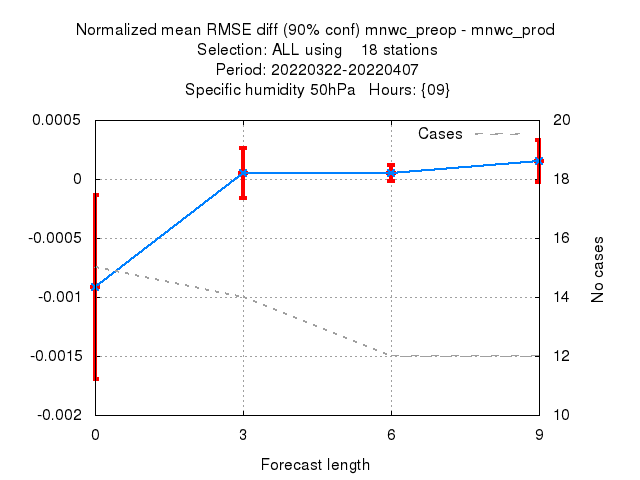 Normalized mean RMSE diff (90% conf) mnwc_preop - mnwc_prod
Selection: ALL using    18 stations
Period: 20220322-20220407
Specific humidity 50hPa   Hours: {09}
Cases
0.0005
0
-0.0005
-0.001
-0.0015
-0.002
20
18
16
14
12
10
No cases
0
3
6
9
Forecast length